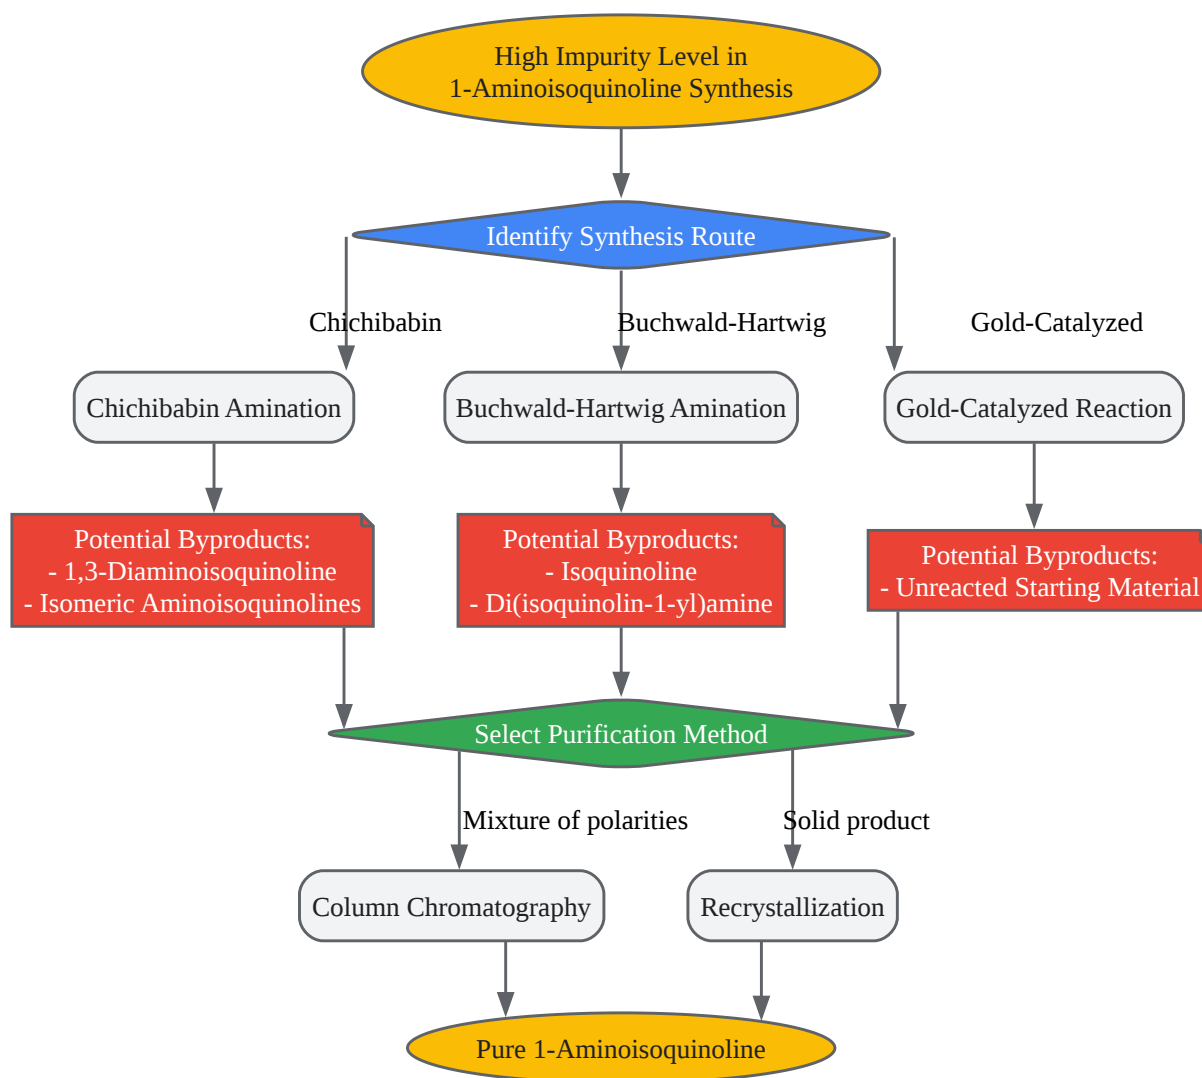 High Impurity Level in
1-Aminoisoquinoline Synthesis
Identify Synthesis Route
Chichibabin
Buchwald-Hartwig
Gold-Catalyzed
Chichibabin Amination
Buchwald-Hartwig Amination
Gold-Catalyzed Reaction
Potential Byproducts:
- 1,3-Diaminoisoquinoline
- Isomeric Aminoisoquinolines
Potential Byproducts:
- Isoquinoline
- Di(isoquinolin-1-yl)amine
Potential Byproducts:
- Unreacted Starting Material
Select Purification Method
Mixture of polarities
Solid product
Column Chromatography
Recrystallization
Pure 1-Aminoisoquinoline